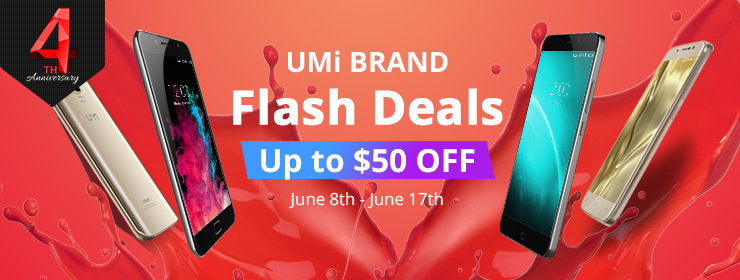 4
TH
Anniversary
UMi BRAND
Flash Deals
Up to $50 OFF
June 8th - June 17th